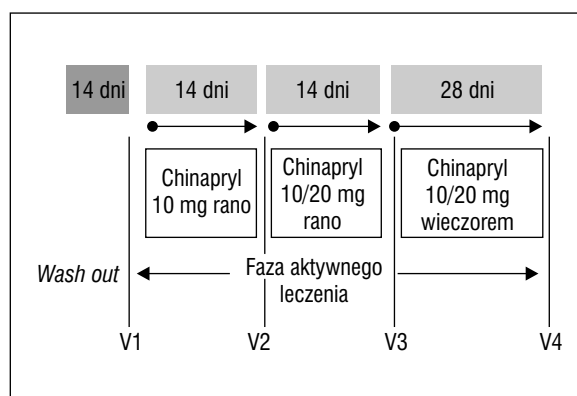 14 dni
14 dni
14 dni
28 dni
Chinapryl
10 mg rano
Chinapryl
10/20 mg
rano
Chinapryl
10/20 mg
wieczorem
Wash out
Faza aktywnego
leczenia
V1
V2
V3
V4